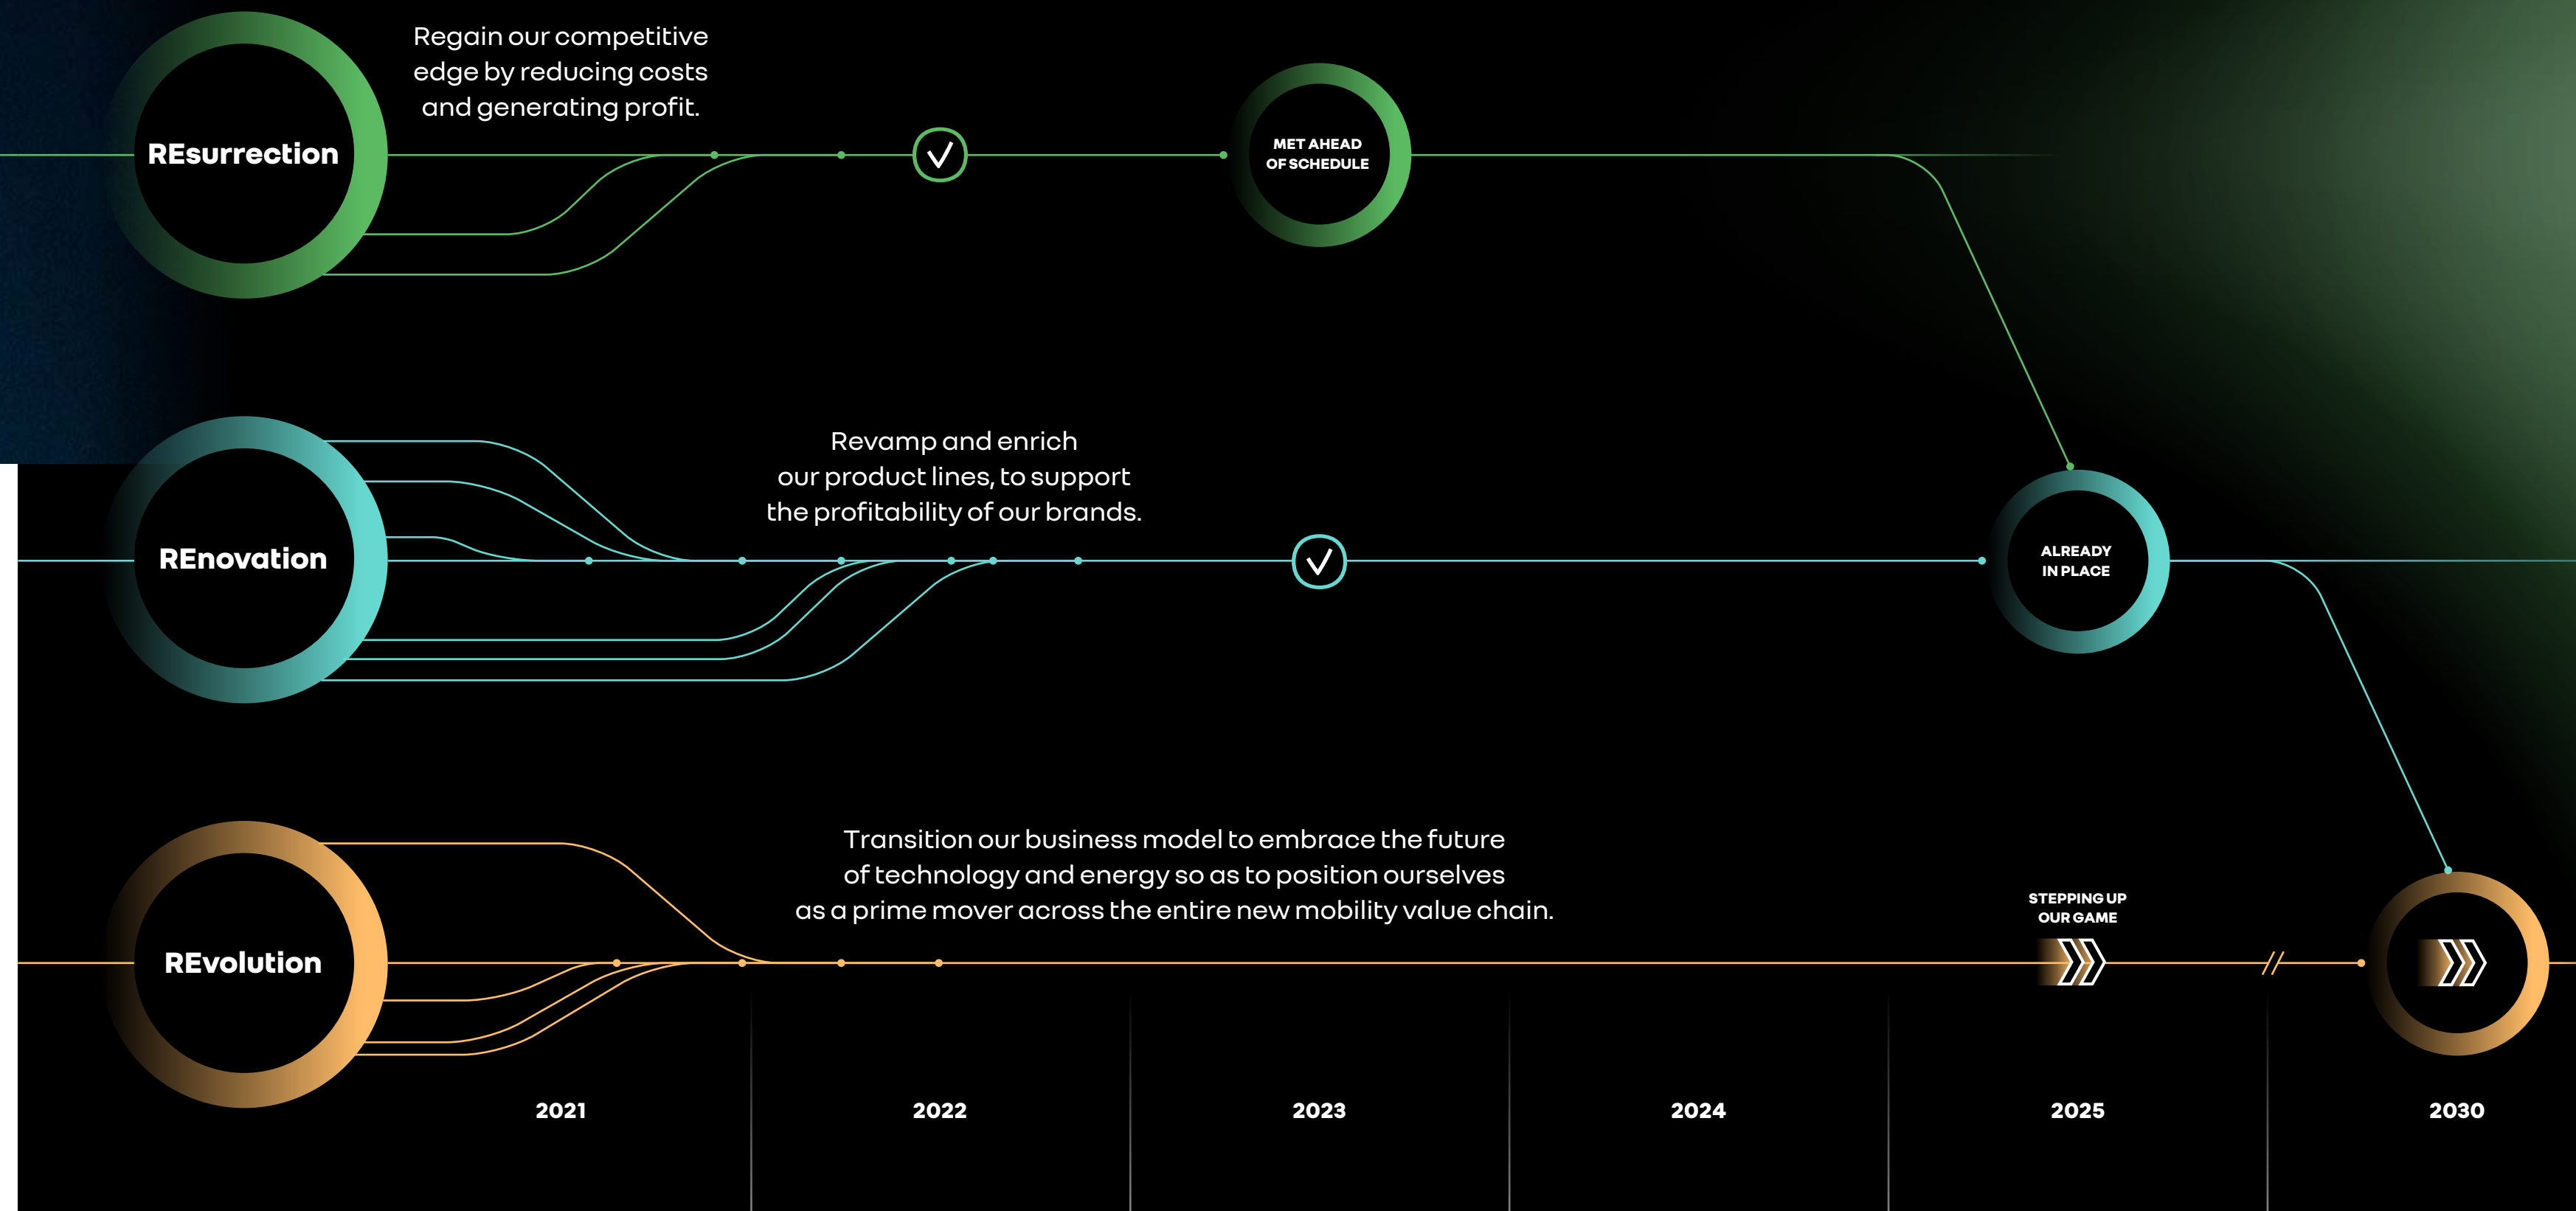 Regain our competitive
edge by reducing costs
and generating profit.
REsurrection
MET AHEAD
OF SCHEDULE
Revamp and enrich
our product lines, to support
the profitability of our brands.
REnovation
ALREADY
IN PLACE
Transition our business model to embrace the future
of technology and energy so as to position ourselves
as a prime mover across the entire new mobility value chain.
STEPPING UP
OUR GAME
REvolution
2021
2022
2023
2024
2025
2030